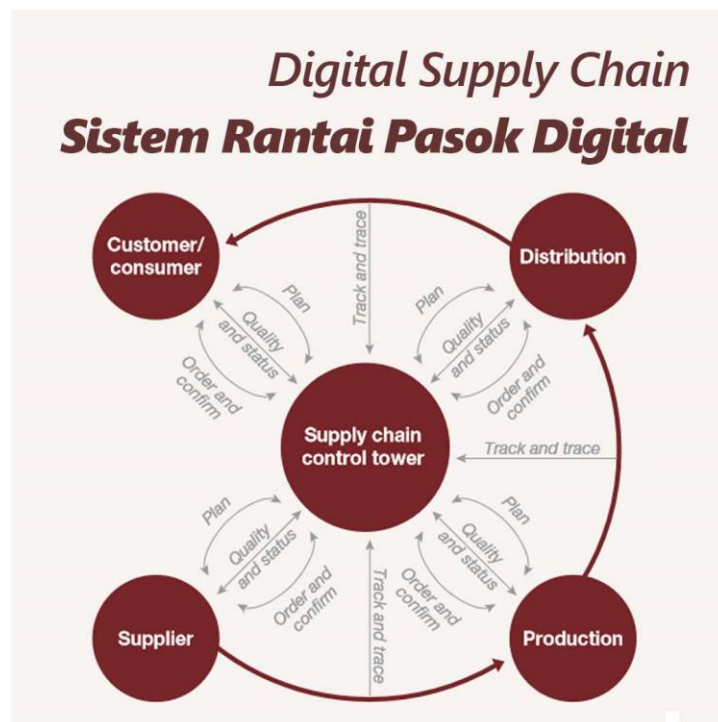 Digital Supply Chain
Sistem Rantai Pasok Digital
Customer/
consumer
Distribution
Track and trace
Plan
Quality
and status
Order and
confirm
Plan
Quality
and status
Order and
confirm
Supply chain
control tower
Track and trace
Plan
Quality
and status
Order and
confirm
Track and trace
Plan
Quality
and status
Order and
confirm
Supplier
Production